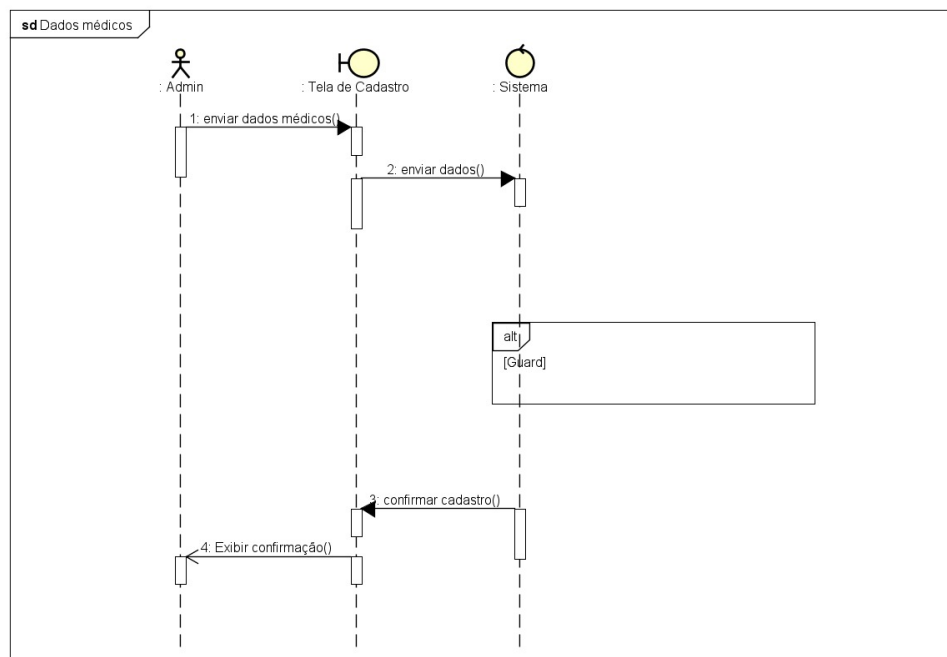 sd Dados médicos
: Admin
: Tela de Cadastro
: Sistema
1: enviar dados médicos()
2: enviar dados()
alt
[Guard]
3: confirmar cadastro()
4: Exibir confirmação()